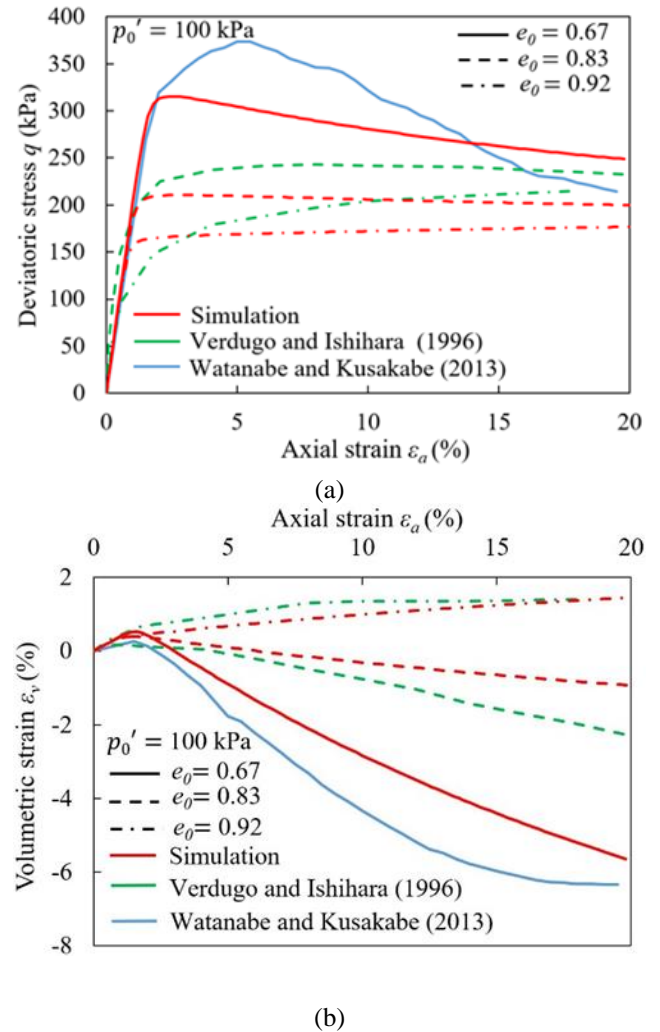 400
350
300
250
200
150
100
50
0
Deviatoric stress q (kPa)
p₀′ = 100 kPa
e₀ = 0.67
e₀ = 0.83
e₀ = 0.92
Simulation
Verdugo and Ishihara (1996)
Watanabe and Kusakabe (2013)
0 5 10 15 20
Axial strain εₐ (%)
(a)
Axial strain εₐ (%)
0 5 10 15 20
2
0
-2
-4
-6
-8
Volumetric strain εᵥ (%)
p₀′ = 100 kPa
e₀ = 0.67
e₀ = 0.83
e₀ = 0.92
Simulation
Verdugo and Ishihara (1996)
Watanabe and Kusakabe (2013)
(b)